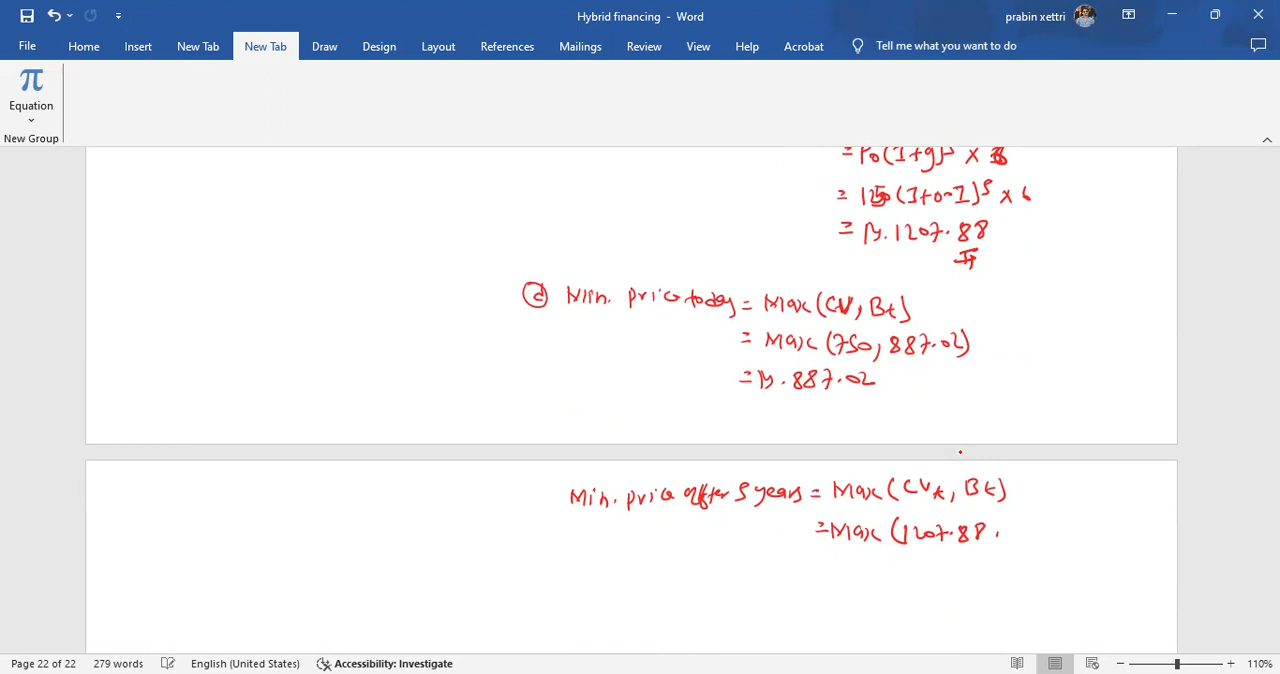 Hybrid financing - Word
prabin xettri
File Home Insert New Tab New Tab Draw Design Layout References Mailings Review View Help Acrobat Tell me what you want to do
π
Equation
New Group
= P0(1+g)^5 ×
= 150(1+0.1)^5 × 6
= Rs. 1207.88
(d) Min. price today = Max(CV, Bt)
= Max(750, 887.02)
= Rs. 887.02
Min. price after 5 years = Max(CVt, Bt)
= Max(1207.88,
Page 22 of 22 279 words English (United States) Accessibility: Investigate 110%